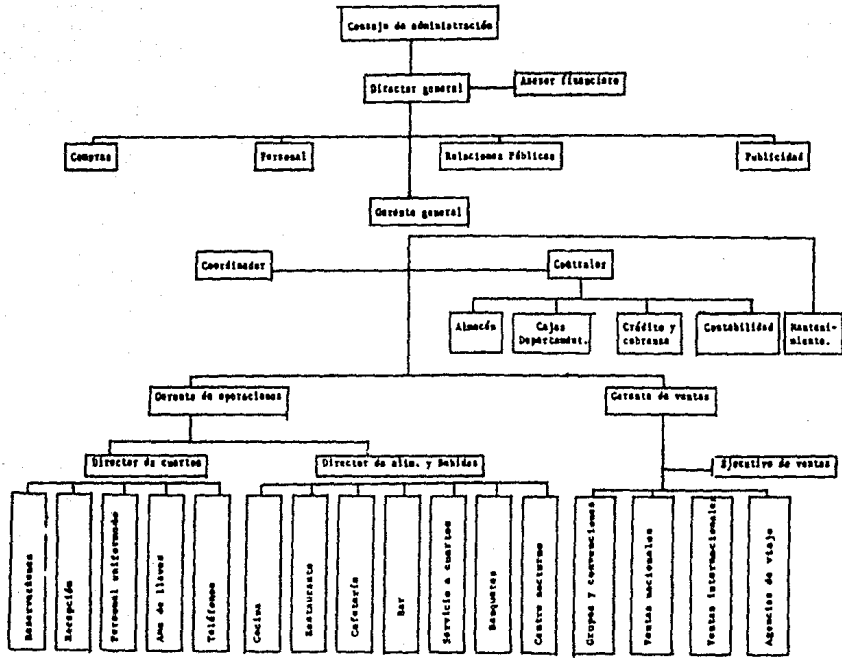 Consejo de administración
Director general
Asesor financiero
Compras
Personal
Relaciones Públicas
Publicidad
Gerente general
Coordinador
Contralor
Almacén
Cajas
Departament.
Crédito y
cobranza
Contabilidad
Manteni-
miento.
Gerente de operaciones
Gerente de ventas
Director de cuartos
Director de alim. y Bebidas
Ejecutivo de ventas
Reservaciones
Recepción
Personal uniformado
Ama de llaves
Teléfonos
Cocina
Restaurante
Cafetaría
Bar
Servicio a cuartos
Banquetes
Centro nocturno
Grupos y convenciones
Ventas nacionales
Ventas internacionales
Agencias de viaje